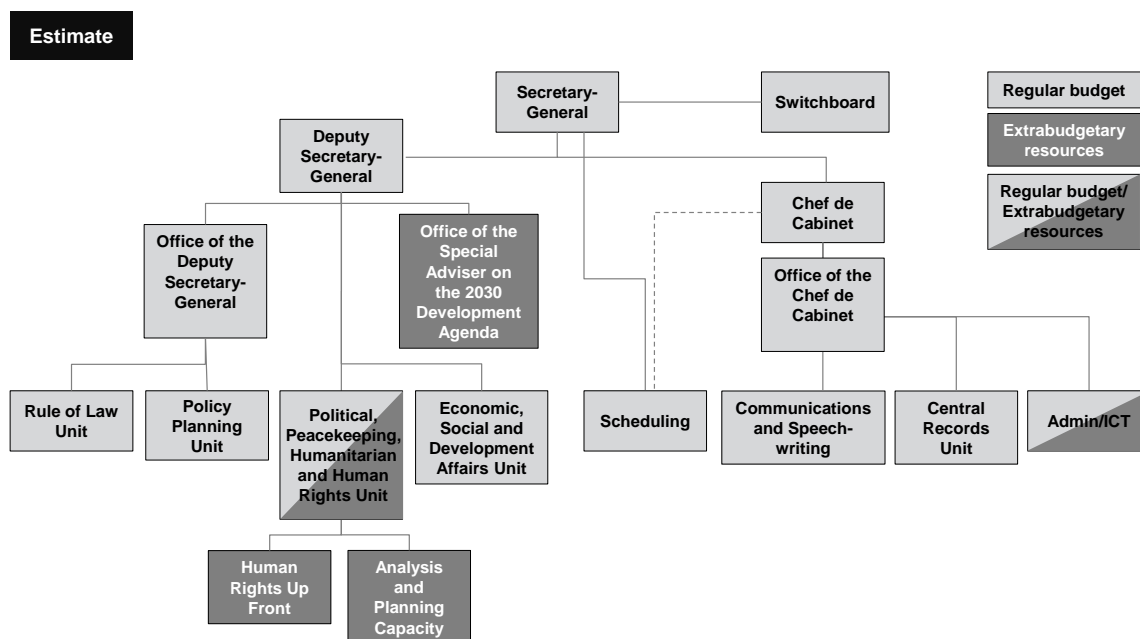 Estimate
Secretary-
General
Switchboard
Regular budget
Extrabudgetary
resources
Regular budget/
Extrabudgetary
resources
Deputy
Secretary-
General
Chef de
Cabinet
Office of the
Deputy
Secretary-
General
Office of the
Special
Adviser on
the 2030
Development
Agenda
Office of the
Chef de
Cabinet
Rule of Law
Unit
Policy
Planning
Unit
Political,
Peacekeeping,
Humanitarian
and Human
Rights Unit
Economic,
Social and
Development
Affairs Unit
Scheduling
Communications
and Speech-
writing
Central
Records
Unit
Admin/ICT
Human
Rights Up
Front
Analysis
and
Planning
Capacity